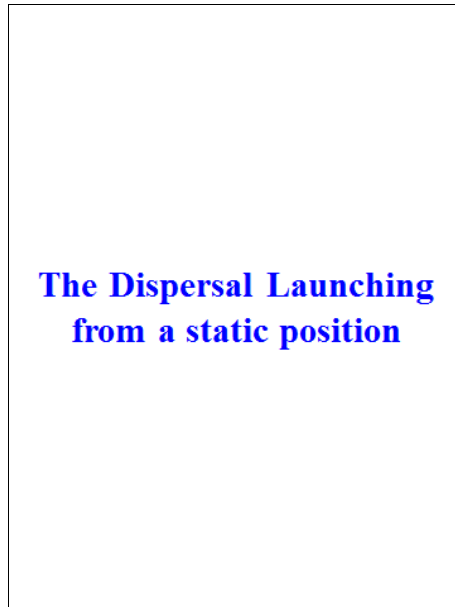 The Dispersal Launching
from a static position